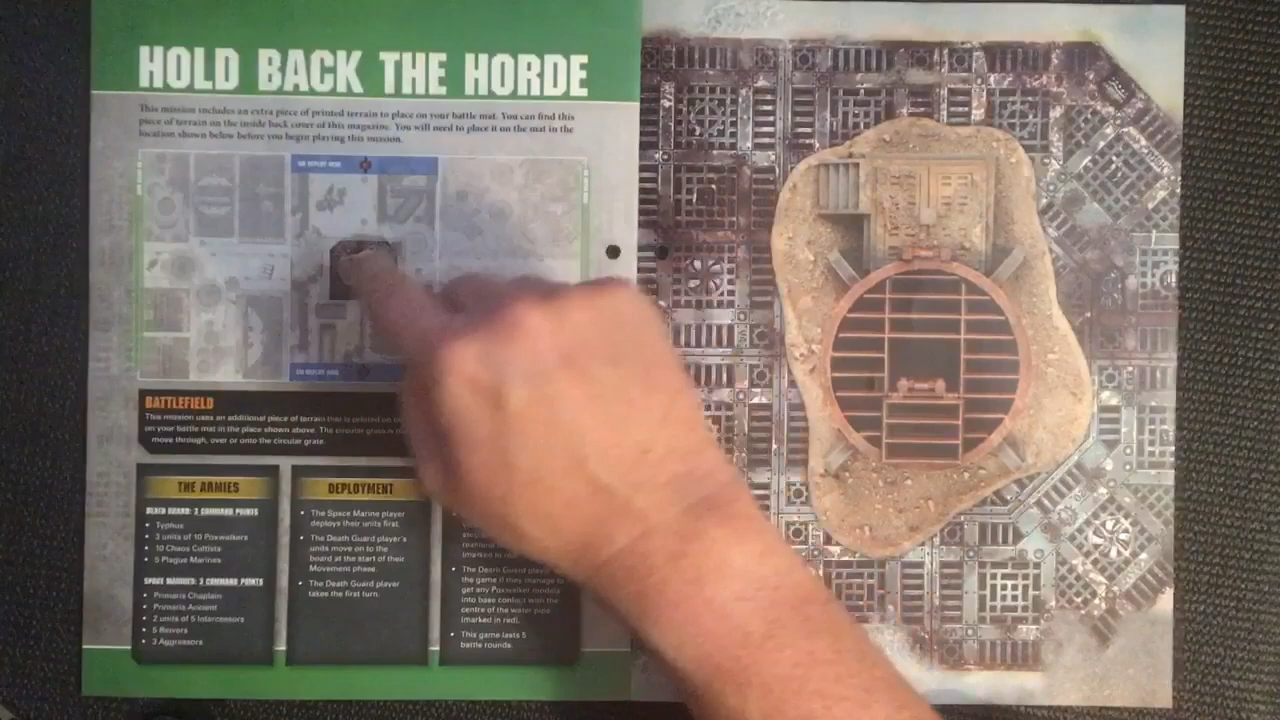 HOLD BACK THE HORDE
This mission includes an extra piece of printed terrain to place on your battle mat. You can find this
piece of terrain on the inside back cover of this magazine. You will need to place it on the mat in the
location shown below before you begin playing this mission.
BATTLEFIELD
This mission uses an additional piece of terrain that is printed on
on your battle mat in the place shown above. The circular grate is
move through, over or onto the circular grate.
THE ARMIES
DEATH GUARD: 3 COMMAND POINTS
• Typhus
• 3 units of 10 Poxwalkers
• 10 Chaos Cultists
• 5 Plague Marines
SPACE MARINES: 3 COMMAND POINTS
• Primaris Chaplain
• Primaris Ancient
• 2 units of 5 Intercessors
• 5 Reivers
• 3 Aggressors
DEPLOYMENT
• The Space Marine player
deploys their units first.
• The Death Guard player's
units move on to the
board at the start of their
Movement phase.
• The Death Guard player
takes the first turn.
• The Death Guard player
the game if they manage to
get any Poxwalker models
into base contact with the
centre of the water pipe
(marked in red).
• This game lasts 5
battle rounds.